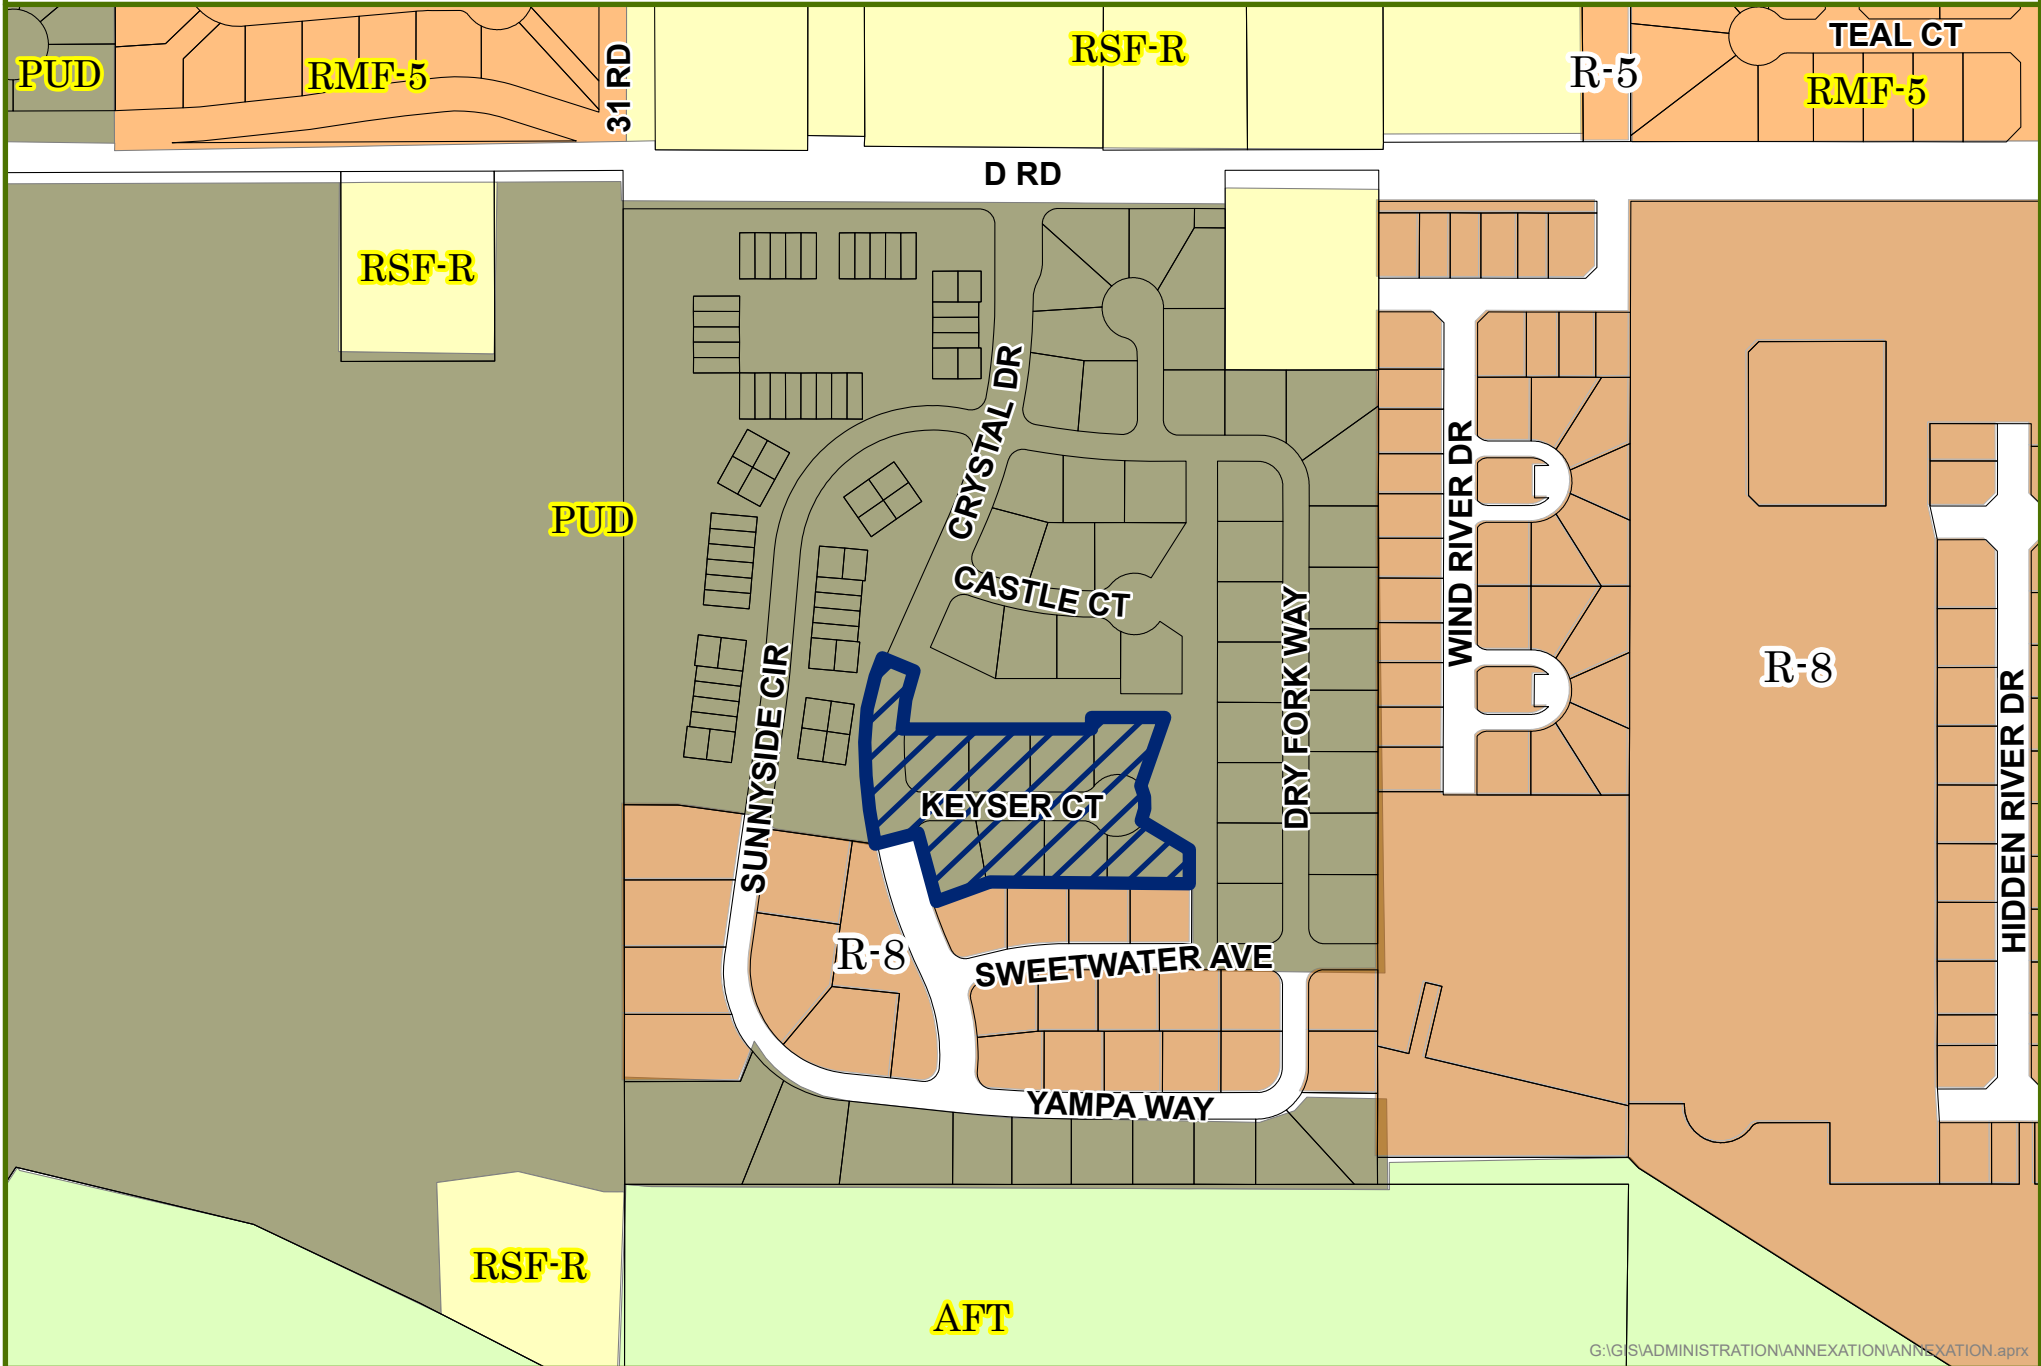 TEAL CT
RSF-R
PUD
RMF-5
31 RD
R-5
RMF-5
D RD
RSF-R
CRYSTAL DR
PUD
WIND RIVER DR
CASTLE CT
DRY FORK WAY
R-8
SUNNYSIDE CIR
KEYSER CT
HIDDEN RIVER DR
R-8
SWEETWATER AVE
YAMPA WAY
RSF-R
AFT
G:\GIS\ADMINISTRATION\ANNEXATION\ANNEXATION.aprx